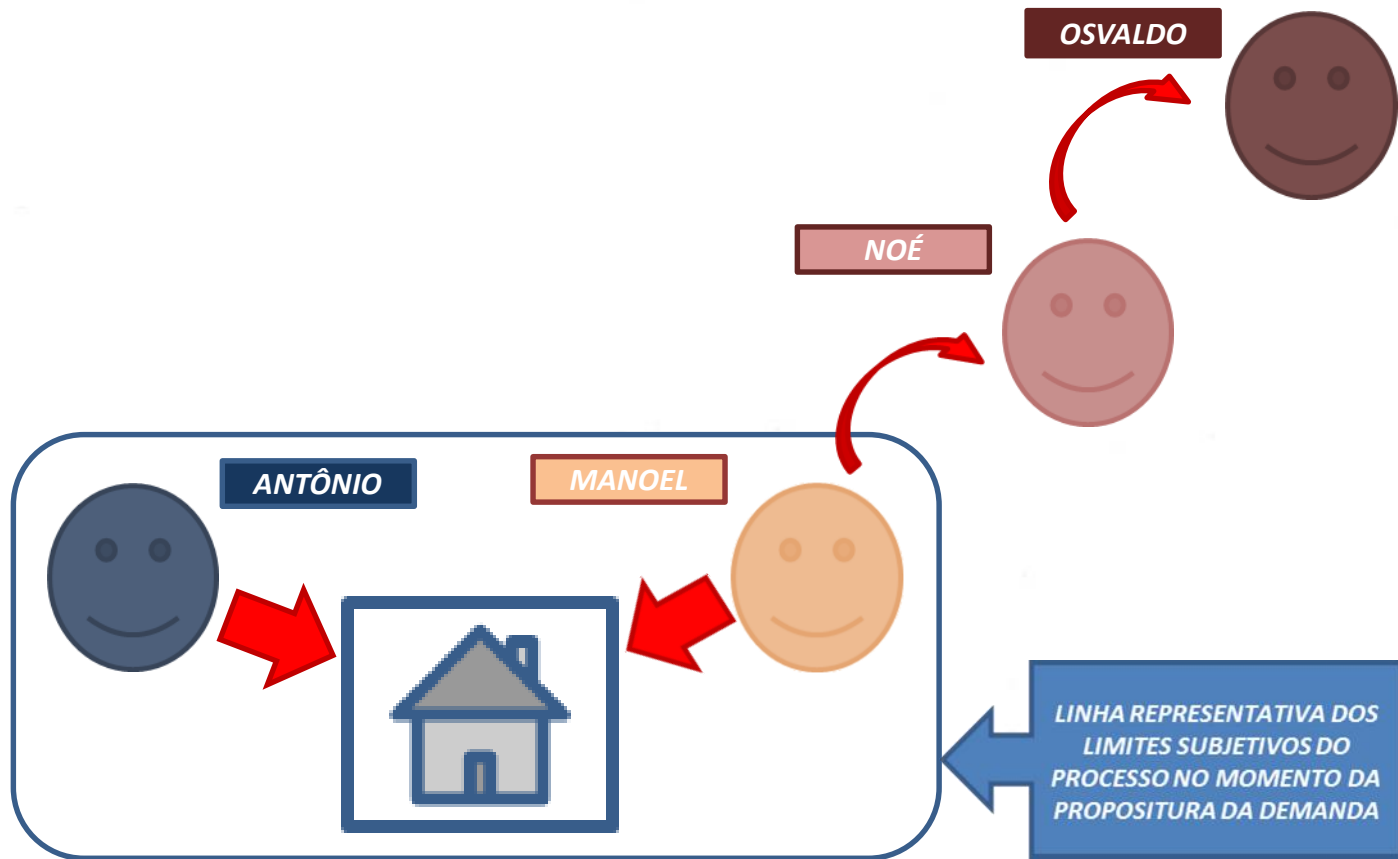 OSVALDO
NOÉ
ANTÔNIO
MANOEL
LINHA REPRESENTATIVA DOS
LIMITES SUBJETIVOS DO
PROCESSO NO MOMENTO DA
PROPOSITURA DA DEMANDA